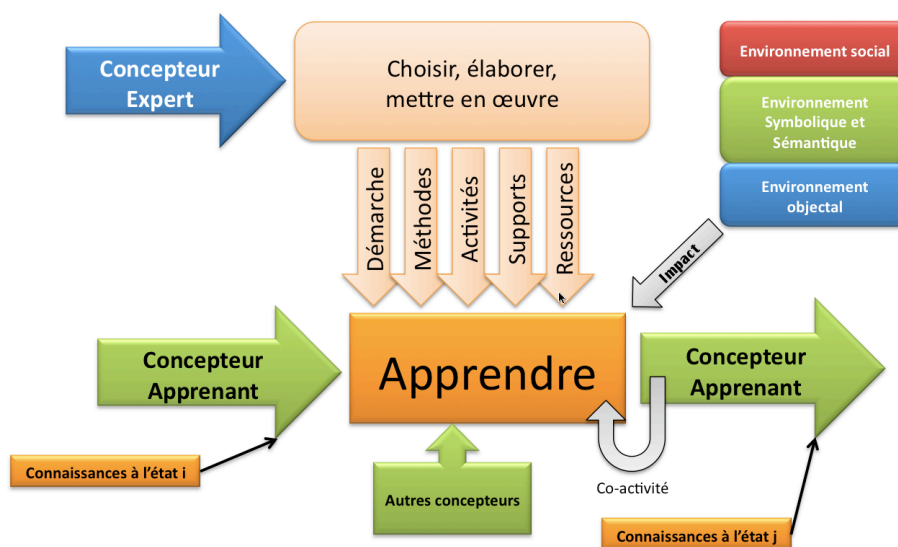 Concepteur
Expert
Choisir, élaborer,
mettre en œuvre
Environnement social
Environnement
Symbolique et
Sémantique
Environnement
objectal
Démarche
Méthodes
Activités
Supports
Ressources
Impact
Concepteur
Apprenant
Apprendre
Concepteur
Apprenant
Connaissances à l'état i
Autres concepteurs
Co-activité
Connaissances à l'état j